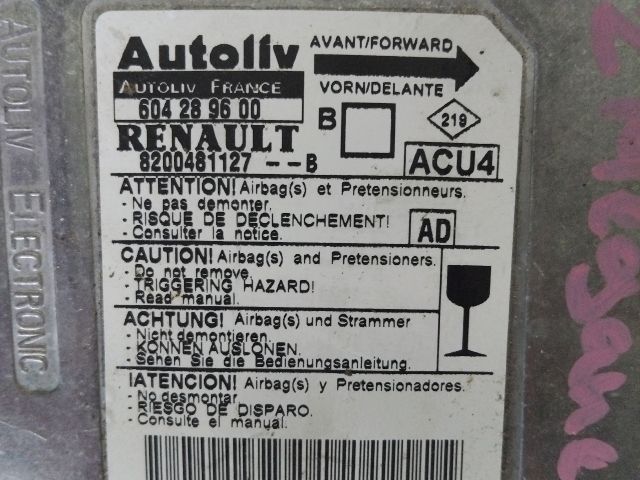 Autoliv
AVANT/FORWARD
AUTOLIV FRANCE
VORN/DELANTE
604 28 96 00
B
219
RENAULT
8200481127 --B
ACU4
ATTENTION! Airbag(s) et Pretensionneurs.
- Ne pas demonter.
- RISQUE DE DECLENCHEMENT!
- Consulter la notice.
AD
CAUTION! Airbag(s) and Pretensioners.
- Do not remove.
- TRIGGERING HAZARD!
- Read manual.
ACHTUNG! Airbag(s) und Strammer
- Nicht demontieren.
- KONNEN AUSLONEN.
- Sehen Sie die Bedienungsanleitung.
!ATENCION! Airbag(s) y Pretensionadores.
- No desmontar
- RIESGO DE DISPARO.
- Consulte el manual.
AUTOLIV ELECTRONIC
2 Megane